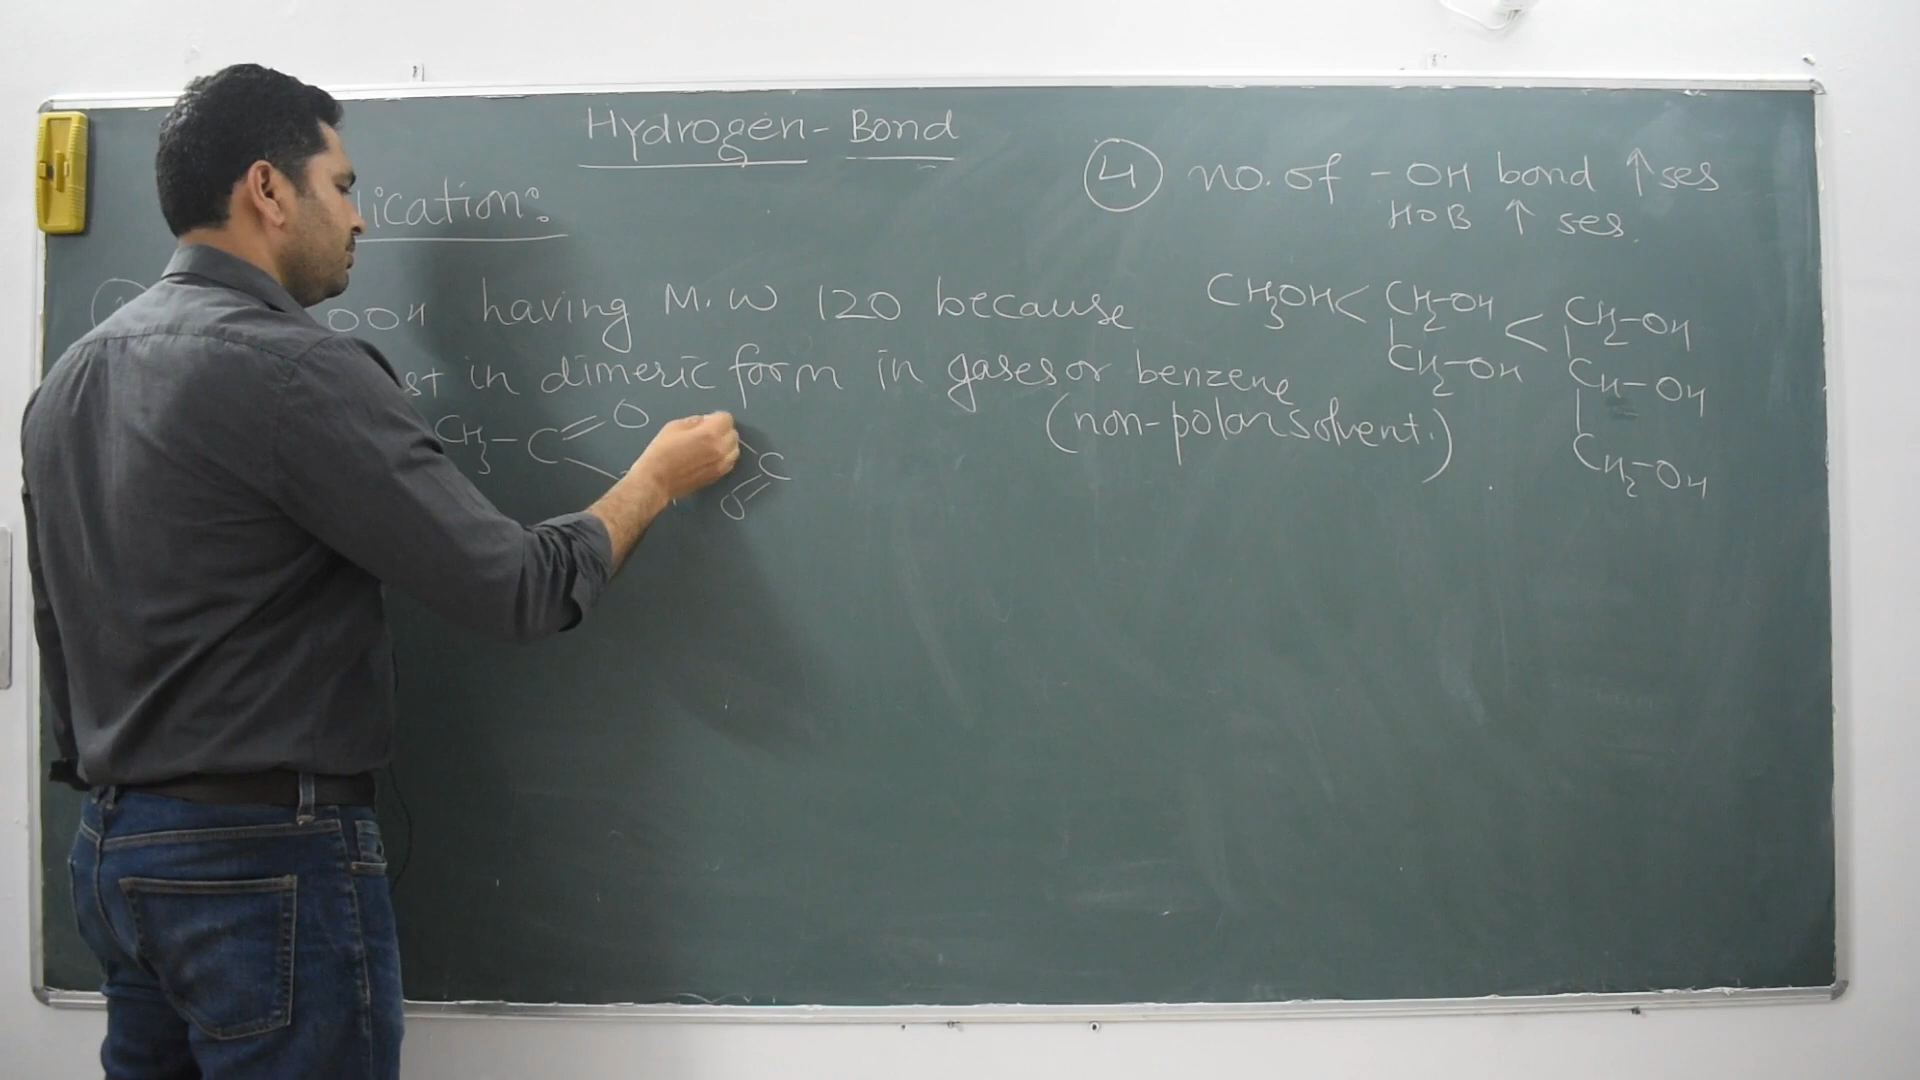 Hydrogen-Bond
lication:
OOH having M.W 120 because
st in dimeric form in gases or benzene
(non-polar solvent.)
CH3-C=O
C
O
④ no. of -OH bond ↑ses
HOB ↑ ses.
CH3OH < CH2-OH < CH2-OH
CH2-OH CH-OH
CH2-OH